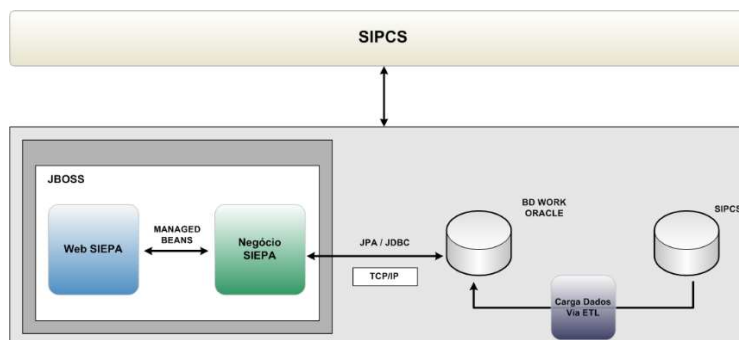 SIPCS
JBOSS
Web SIEPA
MANAGED
BEANS
Negócio
SIEPA
JPA / JDBC
TCP/IP
BD WORK
ORACLE
SIPCS
Carga Dados
Via ETL